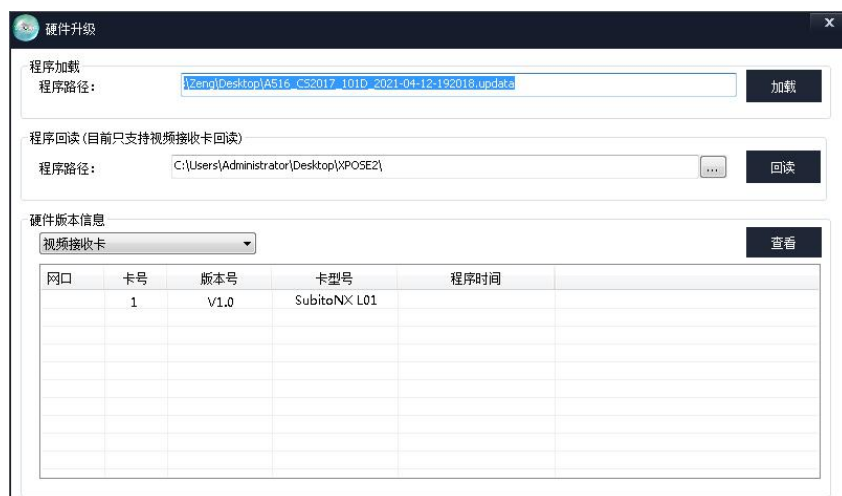 硬件升级
x
程序加载
程序路径：
:\Zeng\Desktop\A516_CS2017_101D_2021-04-12-192018.updata
加载
程序回读(目前只支持视频接收卡回读)
程序路径：
C:\Users\Administrator\Desktop\XPOSE2\
...
回读
硬件版本信息
视频接收卡
查看
网口 卡号 版本号 卡型号 程序时间
1 V1.0 SubitoNX L01